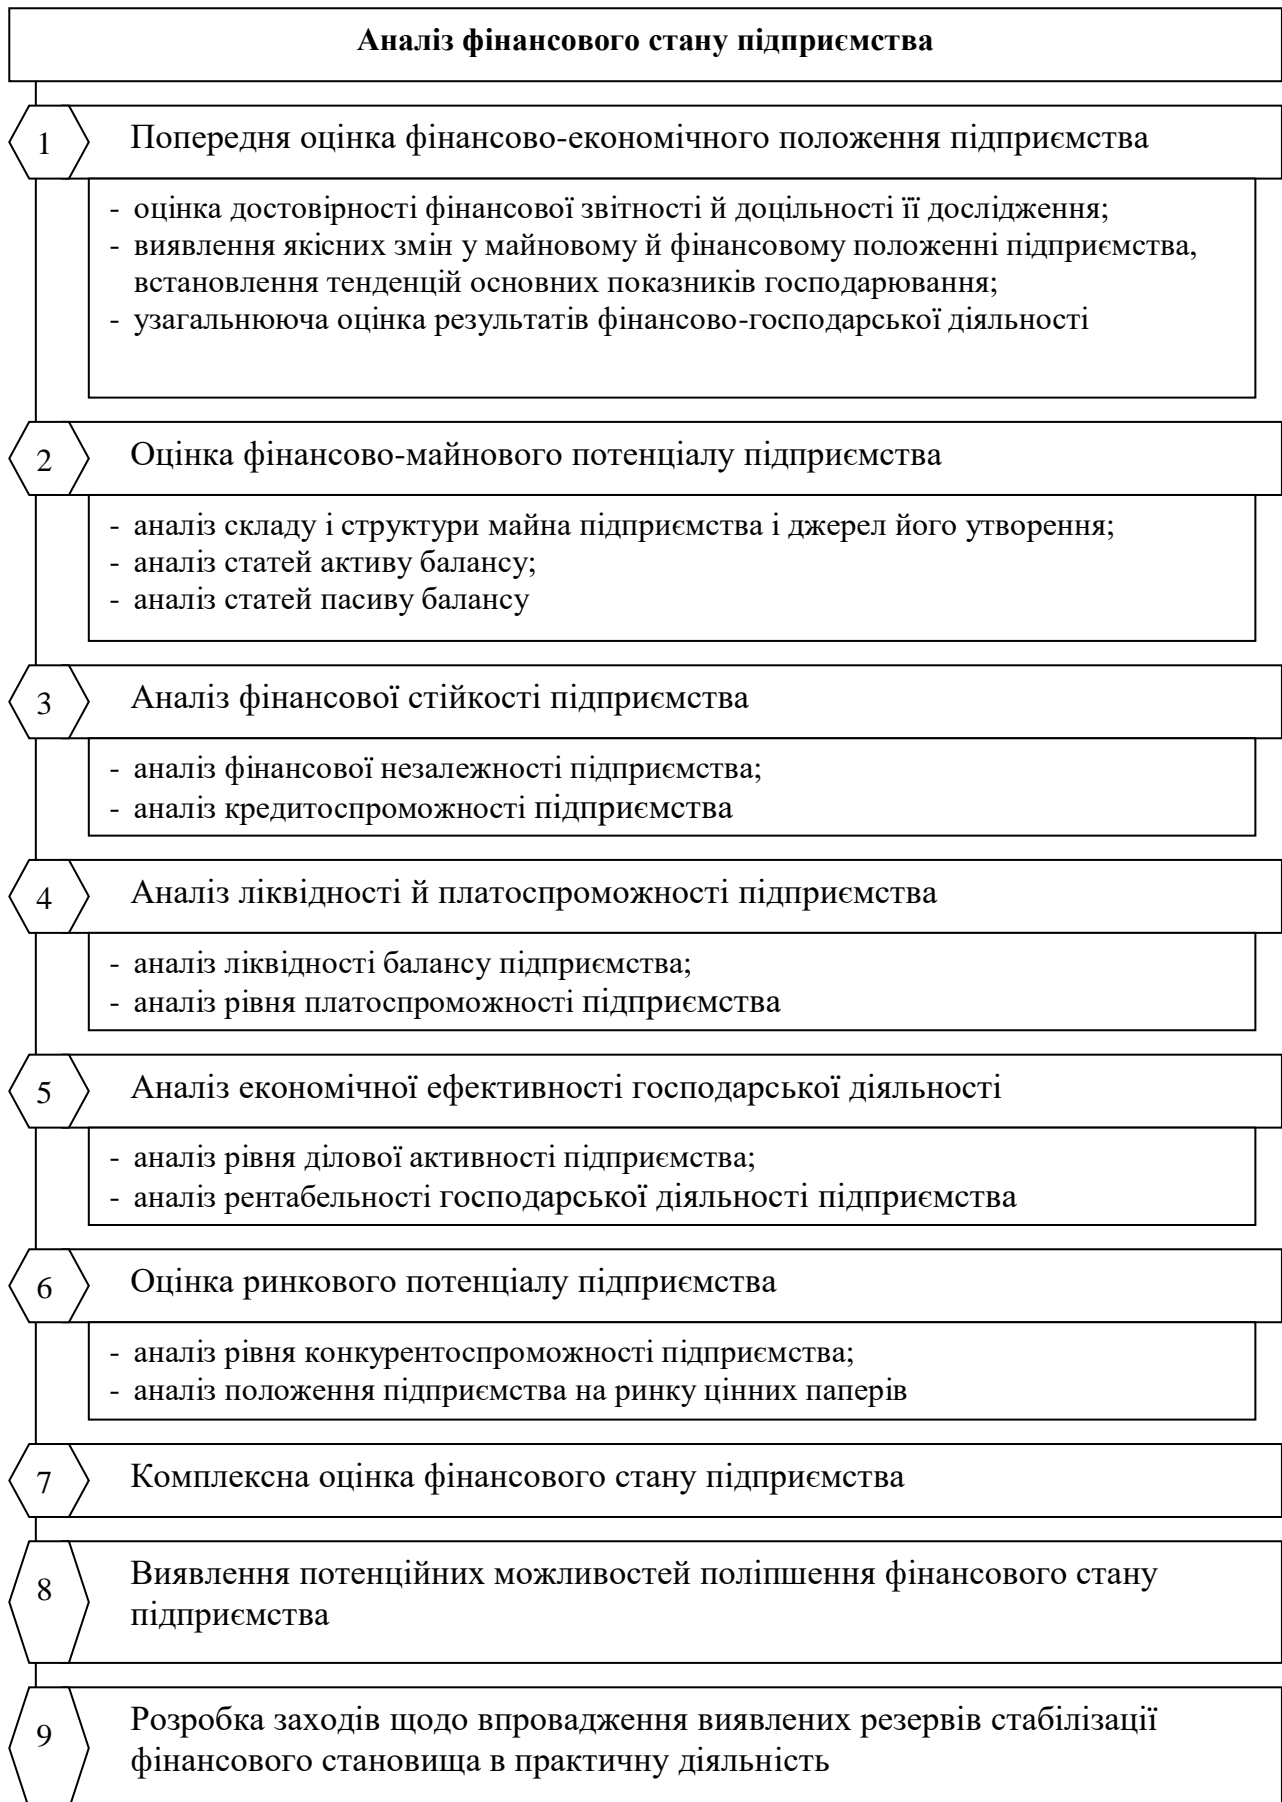 Аналіз фінансового стану підприємства
1 Попередня оцінка фінансово-економічного положення підприємства
- оцінка достовірності фінансової звітності й доцільності її дослідження;
- виявлення якісних змін у майновому й фінансовому положенні підприємства,
встановлення тенденцій основних показників господарювання;
- узагальнююча оцінка результатів фінансово-господарської діяльності
2 Оцінка фінансово-майнового потенціалу підприємства
- аналіз складу і структури майна підприємства і джерел його утворення;
- аналіз статей активу балансу;
- аналіз статей пасиву балансу
3 Аналіз фінансової стійкості підприємства
- аналіз фінансової незалежності підприємства;
- аналіз кредитоспроможності підприємства
4 Аналіз ліквідності й платоспроможності підприємства
- аналіз ліквідності балансу підприємства;
- аналіз рівня платоспроможності підприємства
5 Аналіз економічної ефективності господарської діяльності
- аналіз рівня ділової активності підприємства;
- аналіз рентабельності господарської діяльності підприємства
6 Оцінка ринкового потенціалу підприємства
- аналіз рівня конкурентоспроможності підприємства;
- аналіз положення підприємства на ринку цінних паперів
7 Комплексна оцінка фінансового стану підприємства
8 Виявлення потенційних можливостей поліпшення фінансового стану
підприємства
9 Розробка заходів щодо впровадження виявлених резервів стабілізації
фінансового становища в практичну діяльність